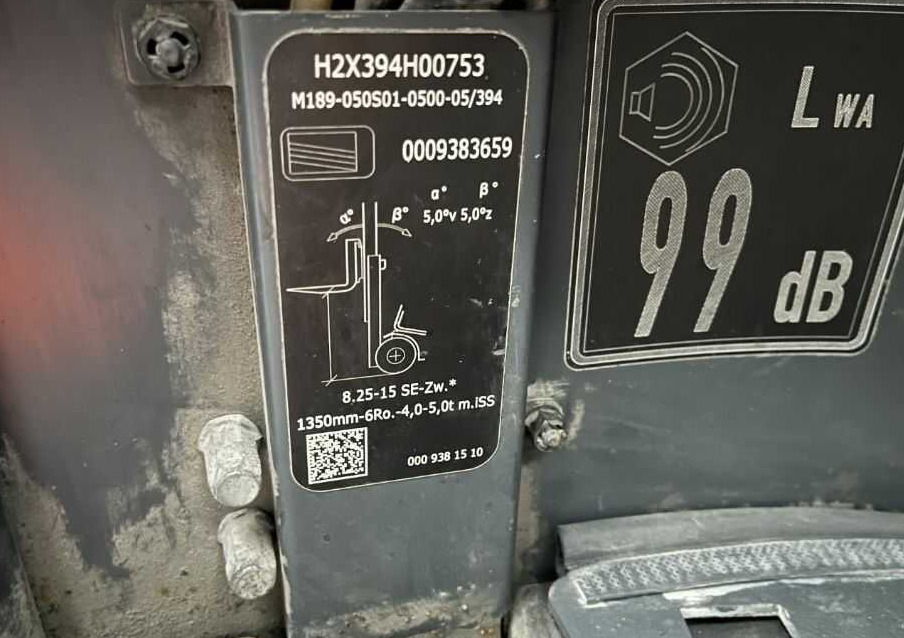 H2X394H00753
M189-050S01-0500-05/394
0009383659
α° β°
α° β° 5,0°v 5,0°z
8.25-15 SE-Zw.*
1350mm-6Ro.-4,0-5,0t m.ISS
000 938 15 10
LWA
99
dB